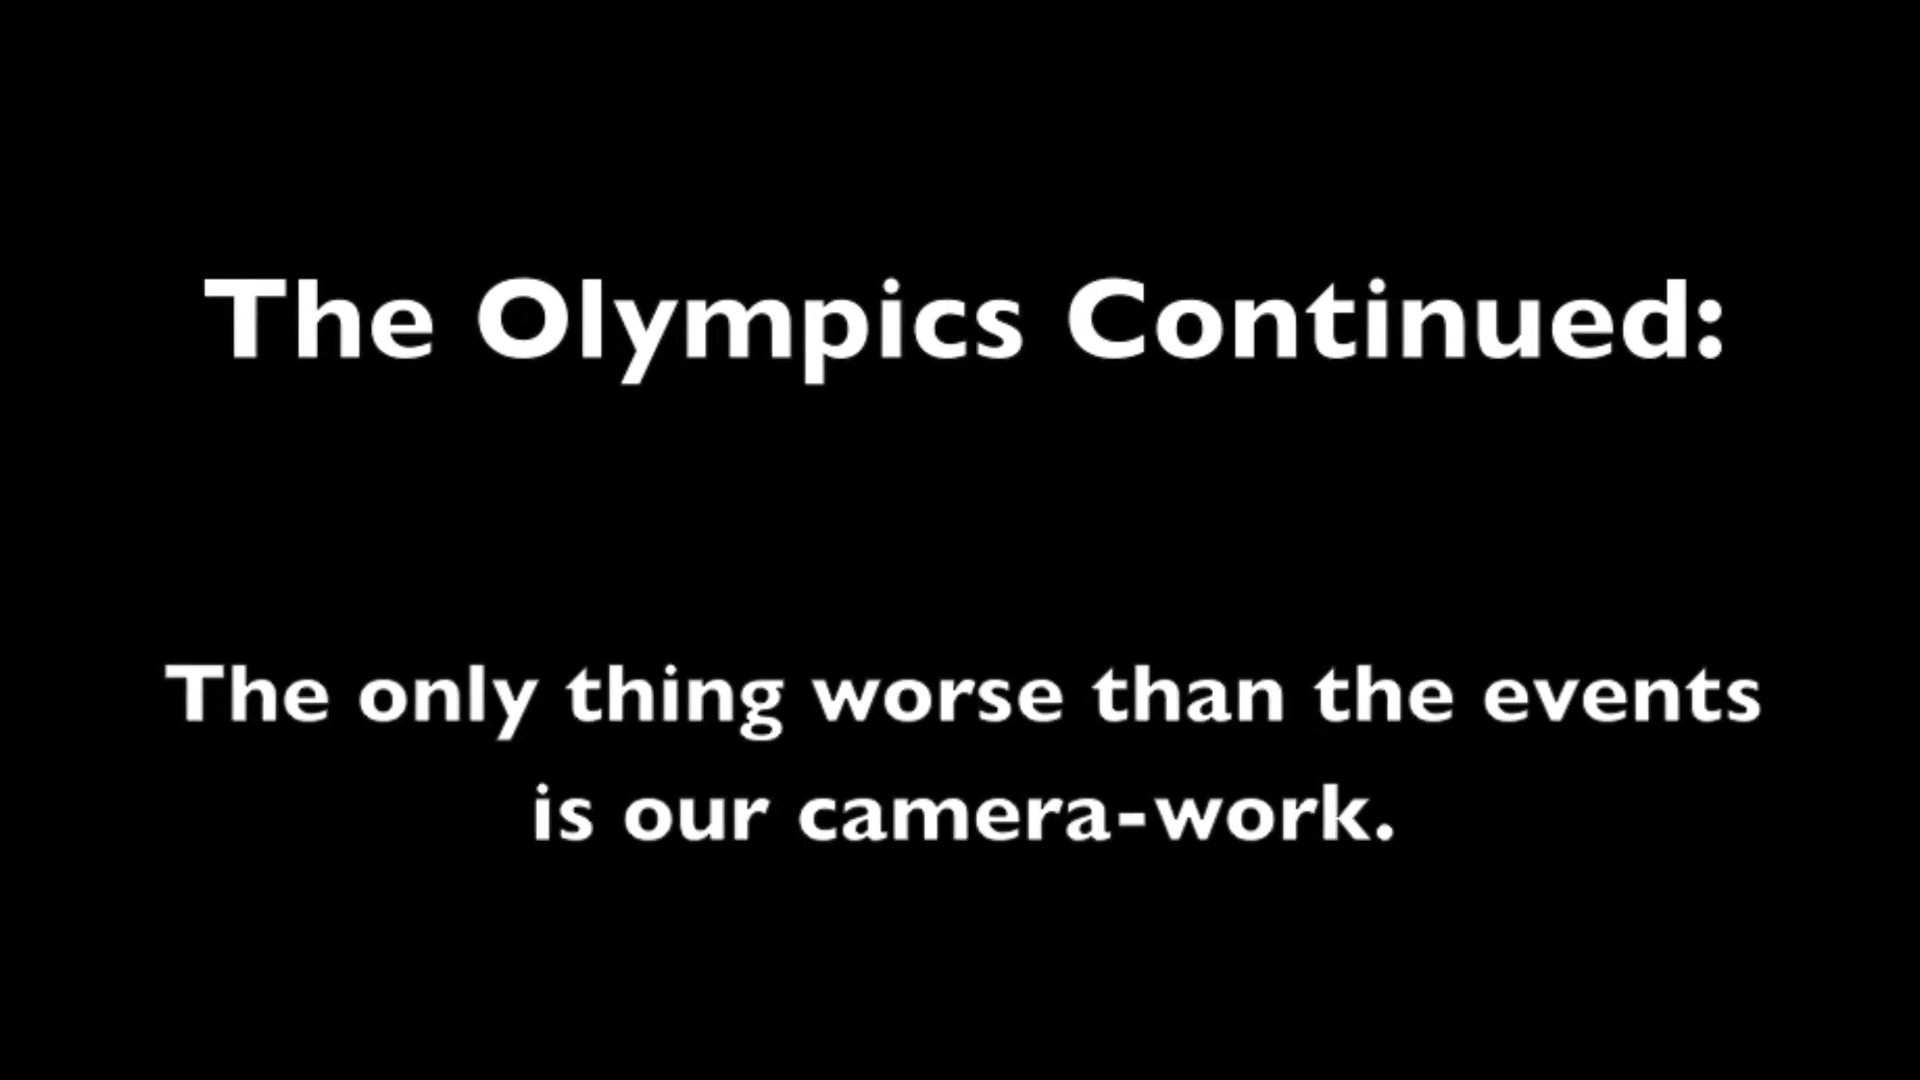 The Olympics Continued:
The only thing worse than the events
is our camera-work.